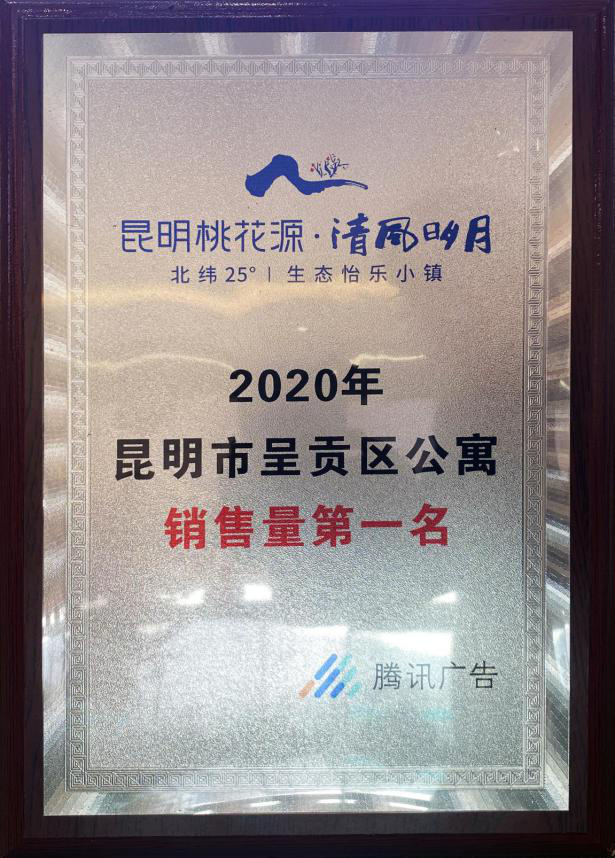 昆明桃花源·清风明月
北纬25°|生态怡乐小镇
2020年
昆明市呈贡区公寓
销售量第一名
腾讯广告